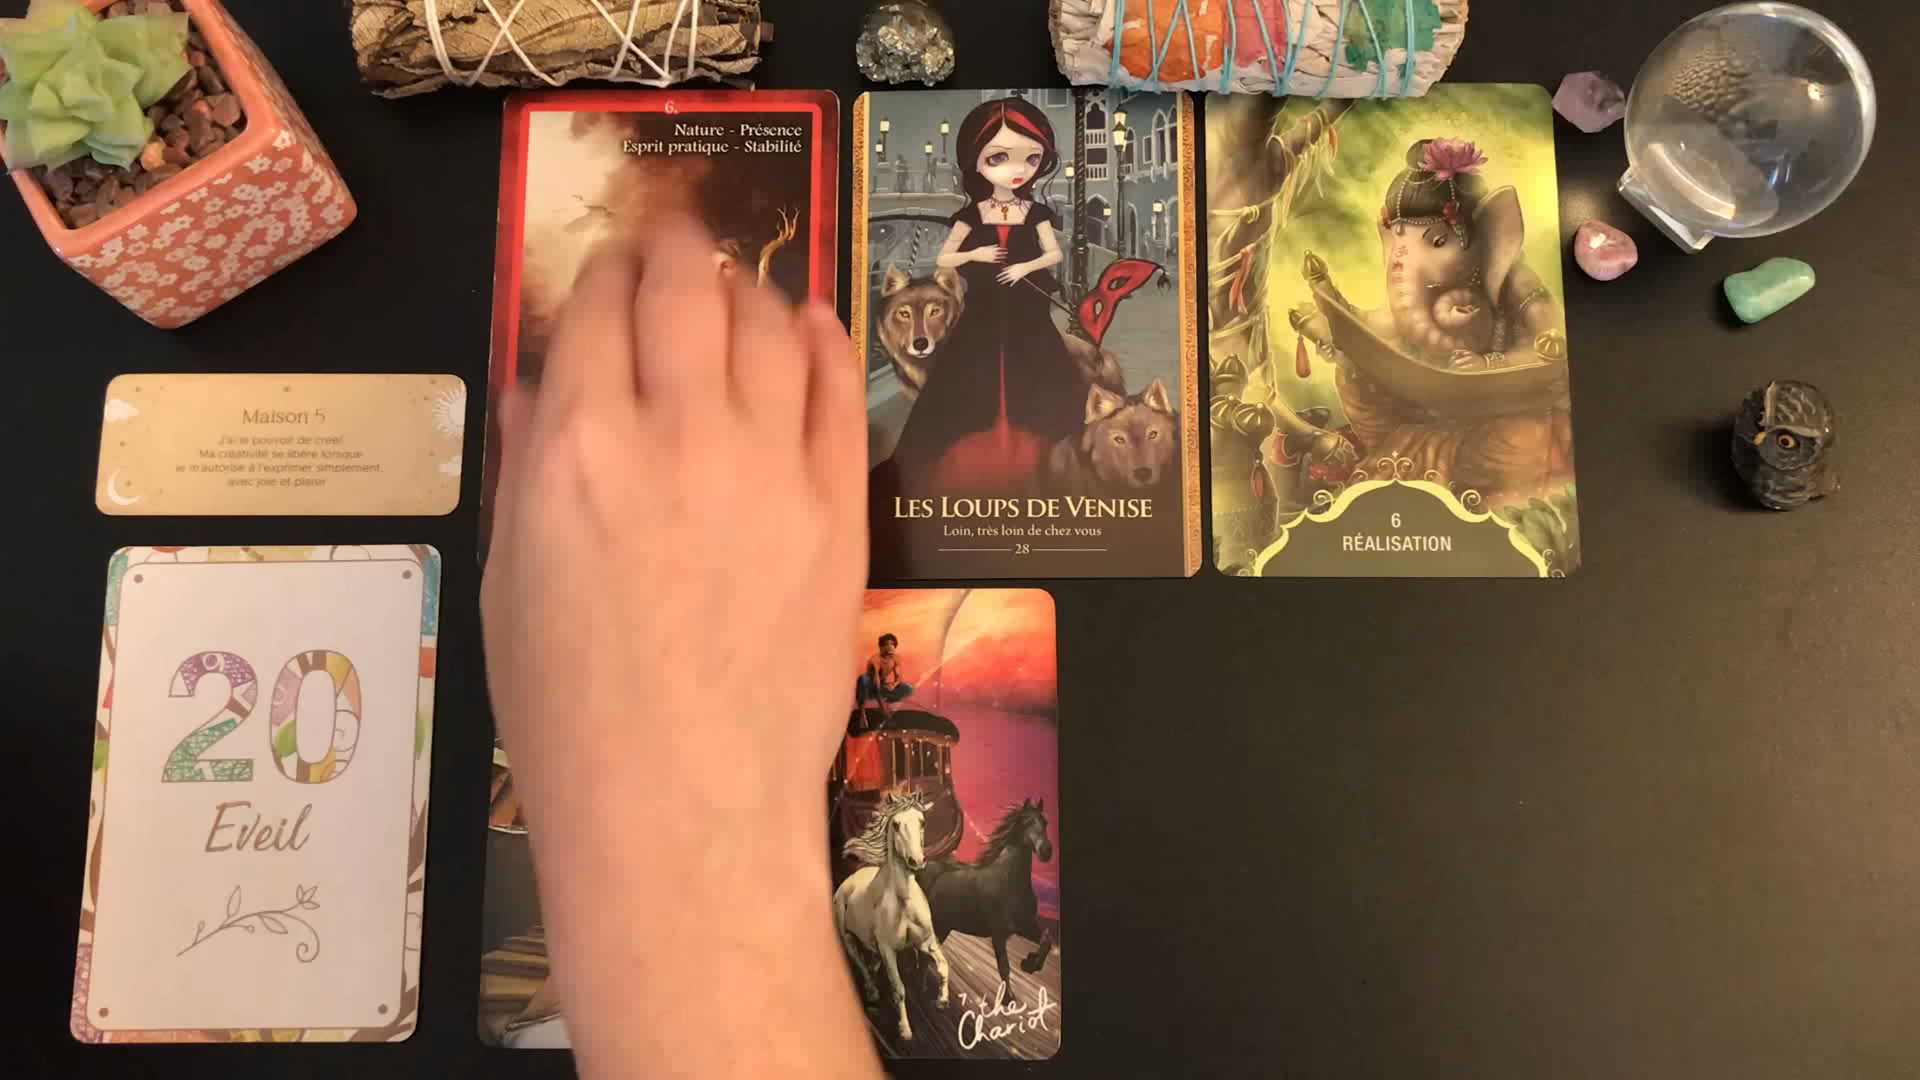 6.
Nature - Présence
Esprit pratique - Stabilité
LES LOUPS DE VENISE
Loin, très loin de chez vous
28
6
RÉALISATION
Maison 5
J'ai le pouvoir de créer!
Ma créativité se libère lorsque
je m'autorise à l'exprimer simplement,
avec joie et plaisir
20
Eveil
7. the
Chariot